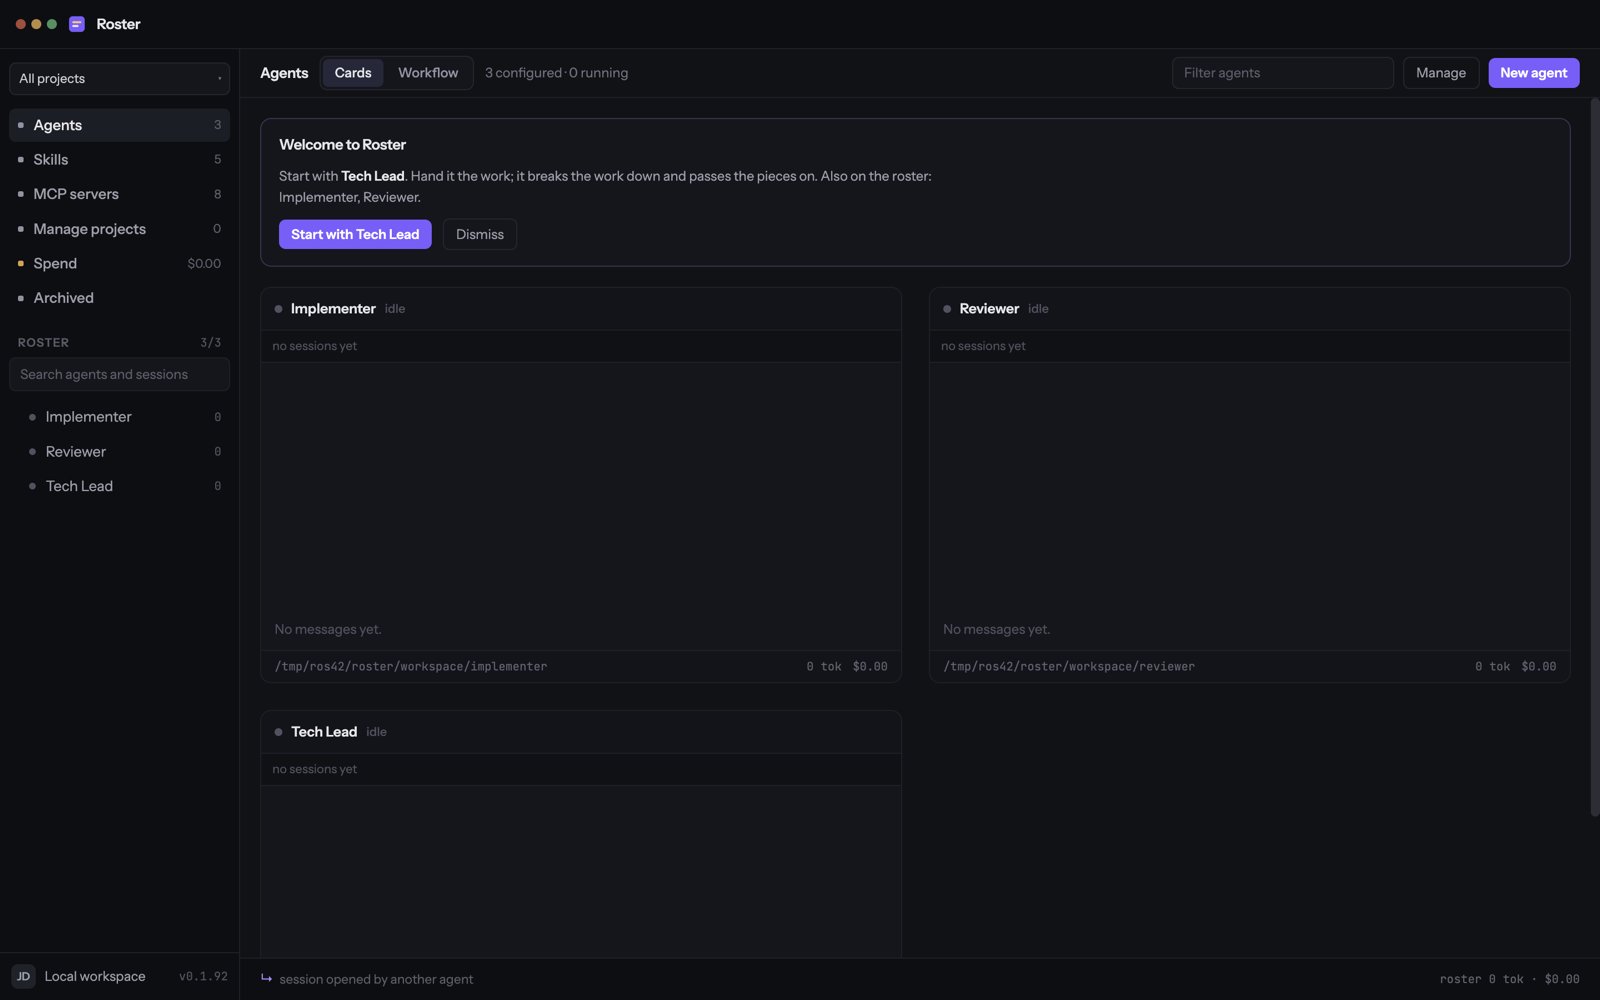 Roster
All projects
Agents 3
Skills 5
MCP servers 8
Manage projects 0
Spend $0.00
Archived
ROSTER 3/3
Search agents and sessions
Implementer 0
Reviewer 0
Tech Lead 0
JD Local workspace v0.1.92
Agents Cards Workflow 3 configured · 0 running Filter agents Manage New agent
Welcome to Roster
Start with Tech Lead. Hand it the work; it breaks the work down and passes the pieces on. Also on the roster:
Implementer, Reviewer.
Start with Tech Lead Dismiss
Implementer idle
no sessions yet
No messages yet.
/tmp/ros42/roster/workspace/implementer 0 tok $0.00
Reviewer idle
no sessions yet
No messages yet.
/tmp/ros42/roster/workspace/reviewer 0 tok $0.00
Tech Lead idle
no sessions yet
↳ session opened by another agent roster 0 tok · $0.00